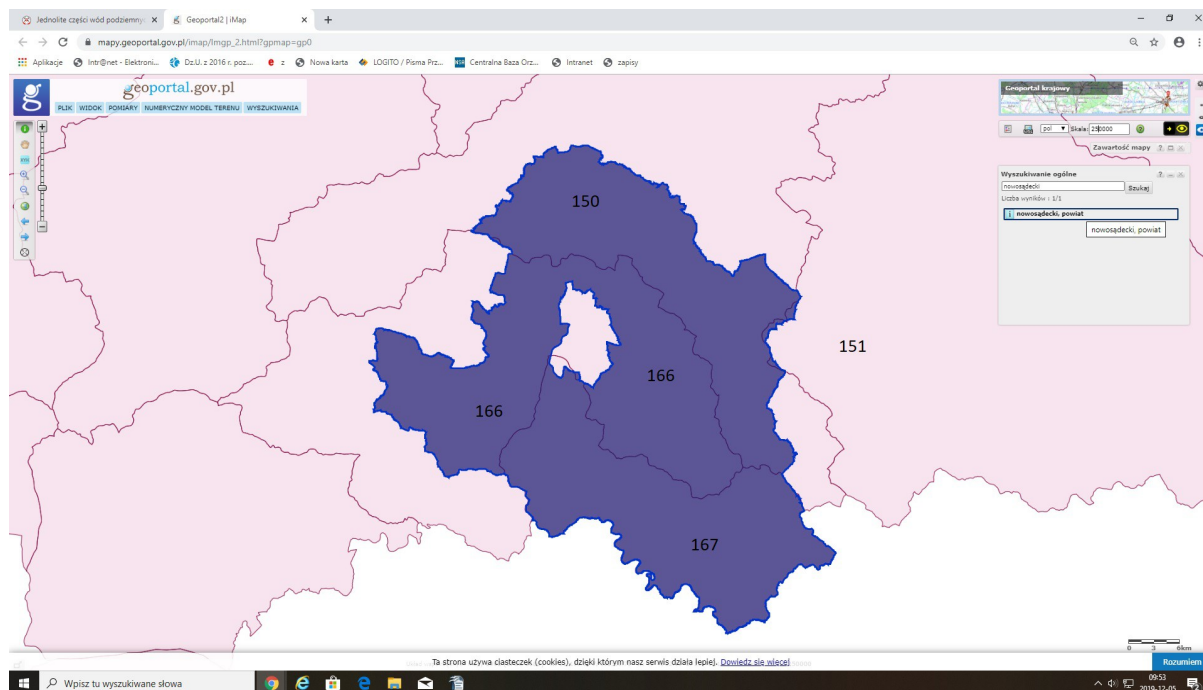 Jednolite części wód podziemny
Geoportal2 | iMap
mapy.geoportal.gov.pl/imap/Imgp_2.html?gpmap=gp0
Aplikacje Intr@net - Elektroni... Dz.U. z 2016 r. poz.... e z Nowa karta LOGITO / Pisma Prz... Centralna Baza Orz... Intranet zapisy
geoportal.gov.pl
PLIK WIDOK POMIARY NUMERYCZNY MODEL TERENU WYSZUKIWANIA
Geoportal krajowy
pol Skala: 250000
Zawartość mapy
Wyszukiwanie ogólne
nowosądecki Szukaj
Liczba wyników : 1/1
i nowosądecki, powiat
nowosądecki, powiat
150
151
166
166
167
0 3 6km
Ta strona używa ciasteczek (cookies), dzięki którym nasz serwis działa lepiej. Dowiedz się więcej
Rozumiem
Wpisz tu wyszukiwane słowa
09:53
2019-12-05